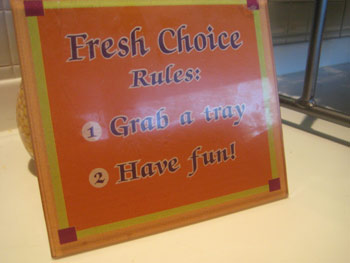 Fresh Choice
Rules:
1 Grab a tray
2 Have fun!